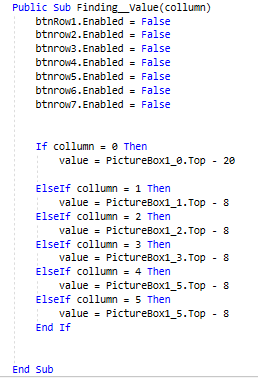 Public Sub Finding__Value(collumn)
btnRow1.Enabled = False
btnrow2.Enabled = False
btnrow3.Enabled = False
btnrow4.Enabled = False
btnrow5.Enabled = False
btnrow6.Enabled = False
btnrow7.Enabled = False
If collumn = 0 Then
value = PictureBox1_0.Top - 20
ElseIf collumn = 1 Then
value = PictureBox1_1.Top - 8
ElseIf collumn = 2 Then
value = PictureBox1_2.Top - 8
ElseIf collumn = 3 Then
value = PictureBox1_3.Top - 8
ElseIf collumn = 4 Then
value = PictureBox1_5.Top - 8
ElseIf collumn = 5 Then
value = PictureBox1_5.Top - 8
End If
End Sub